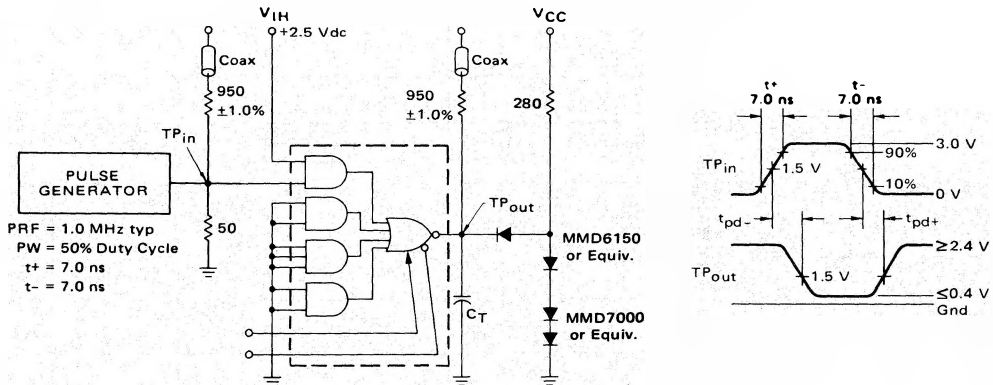 VIH
+2.5 Vdc
VCC
Coax
Coax
950
±1.0%
950
±1.0%
280
TPin
PULSE
GENERATOR
50
PRF = 1.0 MHz typ
PW = 50% Duty Cycle
t+ = 7.0 ns
t− = 7.0 ns
TPout
MMD6150
or Equiv.
CT
MMD7000
or Equiv.
t+
7.0 ns
t−
7.0 ns
3.0 V
90%
TPin
1.5 V
10%
0 V
tpd−
tpd+
≥2.4 V
TPout
1.5 V
≤0.4 V
Gnd